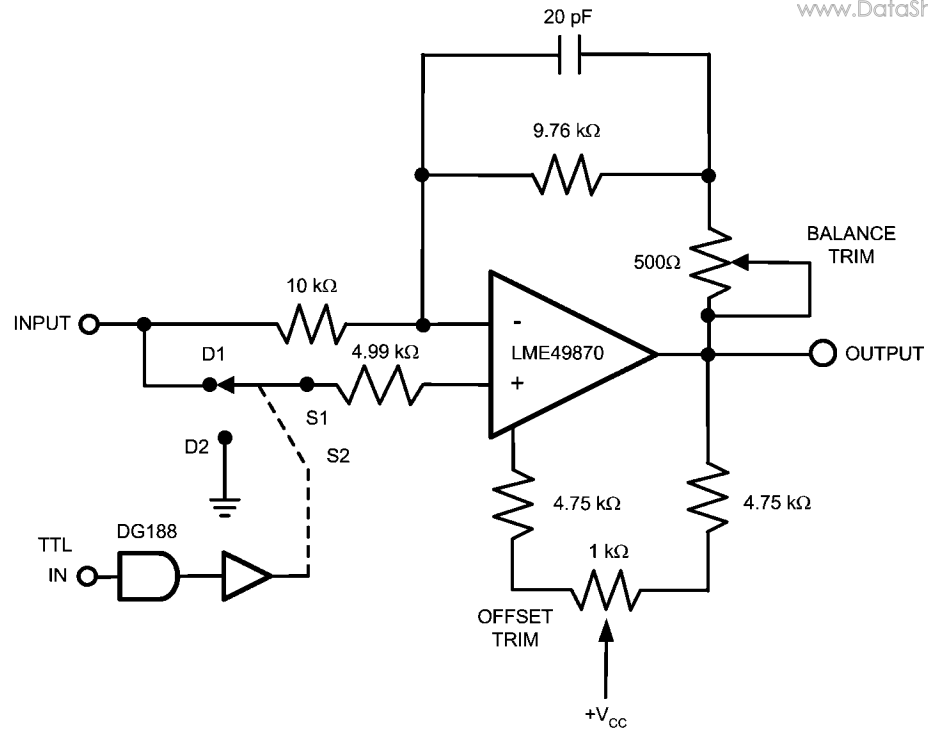 www.DataSh
20 pF
9.76 kΩ
BALANCE
TRIM
500Ω
10 kΩ
INPUT
-
LME49870
OUTPUT
4.99 kΩ
D1
+
S1
D2
S2
4.75 kΩ
4.75 kΩ
DG188
TTL
IN
1 kΩ
OFFSET
TRIM
+VCC